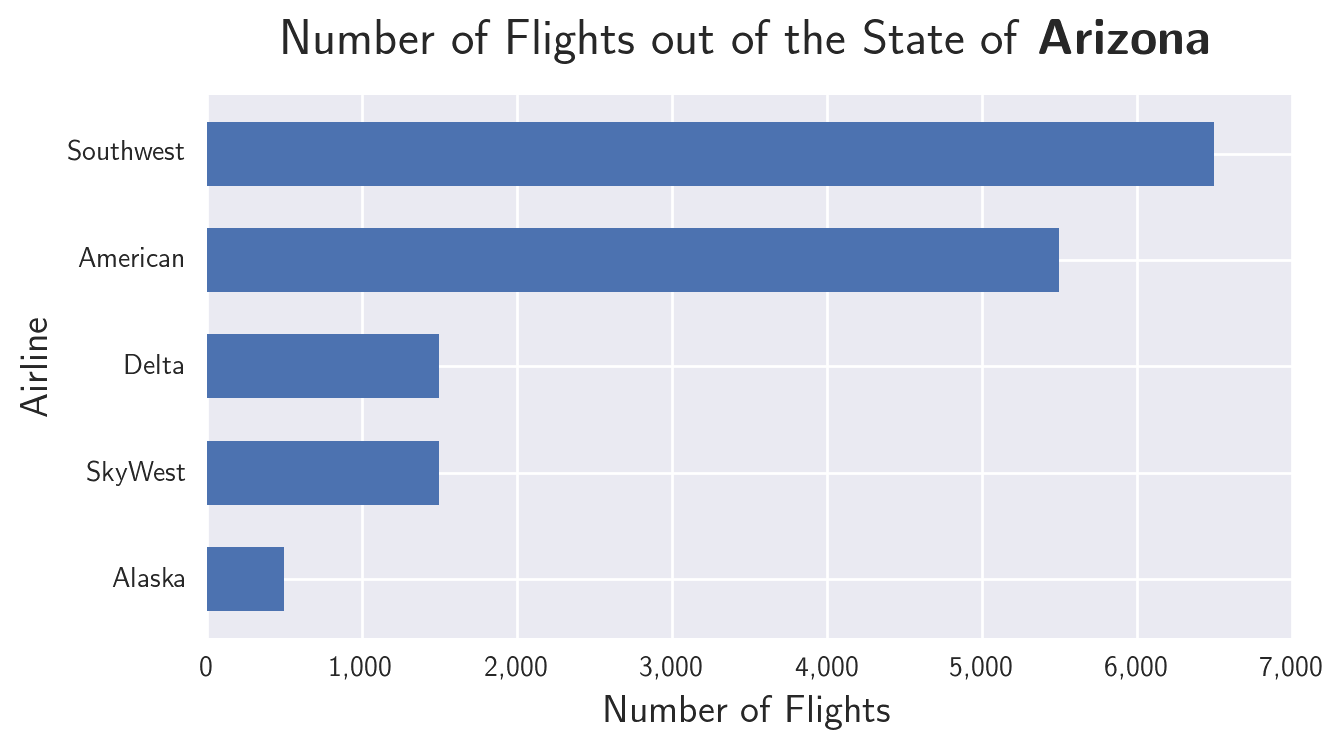 Number of Flights out of the State of Arizona
Airline
Southwest
American
Delta
SkyWest
Alaska
0 1,000 2,000 3,000 4,000 5,000 6,000 7,000
Number of Flights